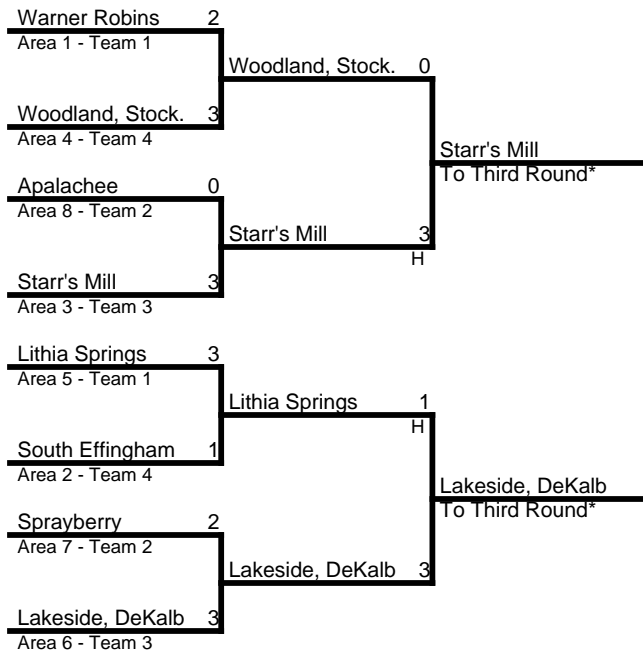 Warner Robins 2
Area 1 - Team 1
Woodland, Stock. 0
Woodland, Stock. 3
Area 4 - Team 4
Starr's Mill
To Third Round*
Apalachee 0
Area 8 - Team 2
Starr's Mill 3
H
Starr's Mill 3
Area 3 - Team 3
Lithia Springs 3
Area 5 - Team 1
Lithia Springs 1
H
South Effingham 1
Area 2 - Team 4
Lakeside, DeKalb
To Third Round*
Sprayberry 2
Area 7 - Team 2
Lakeside, DeKalb 3
Lakeside, DeKalb 3
Area 6 - Team 3